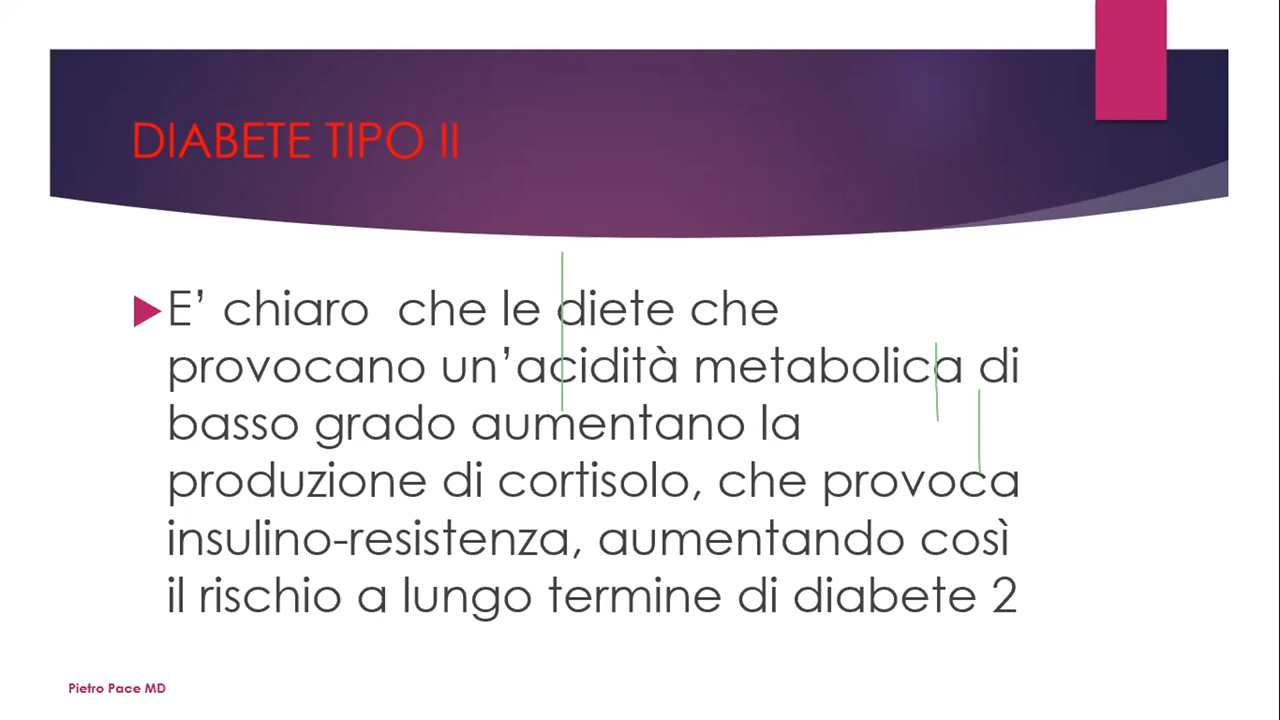 DIABETE TIPO II
E’ chiaro  che le diete che
provocano un’acidità metabolica di
basso grado aumentano la
produzione di cortisolo, che provoca
insulino-resistenza, aumentando così
il rischio a lungo termine di diabete 2
Pietro Pace MD